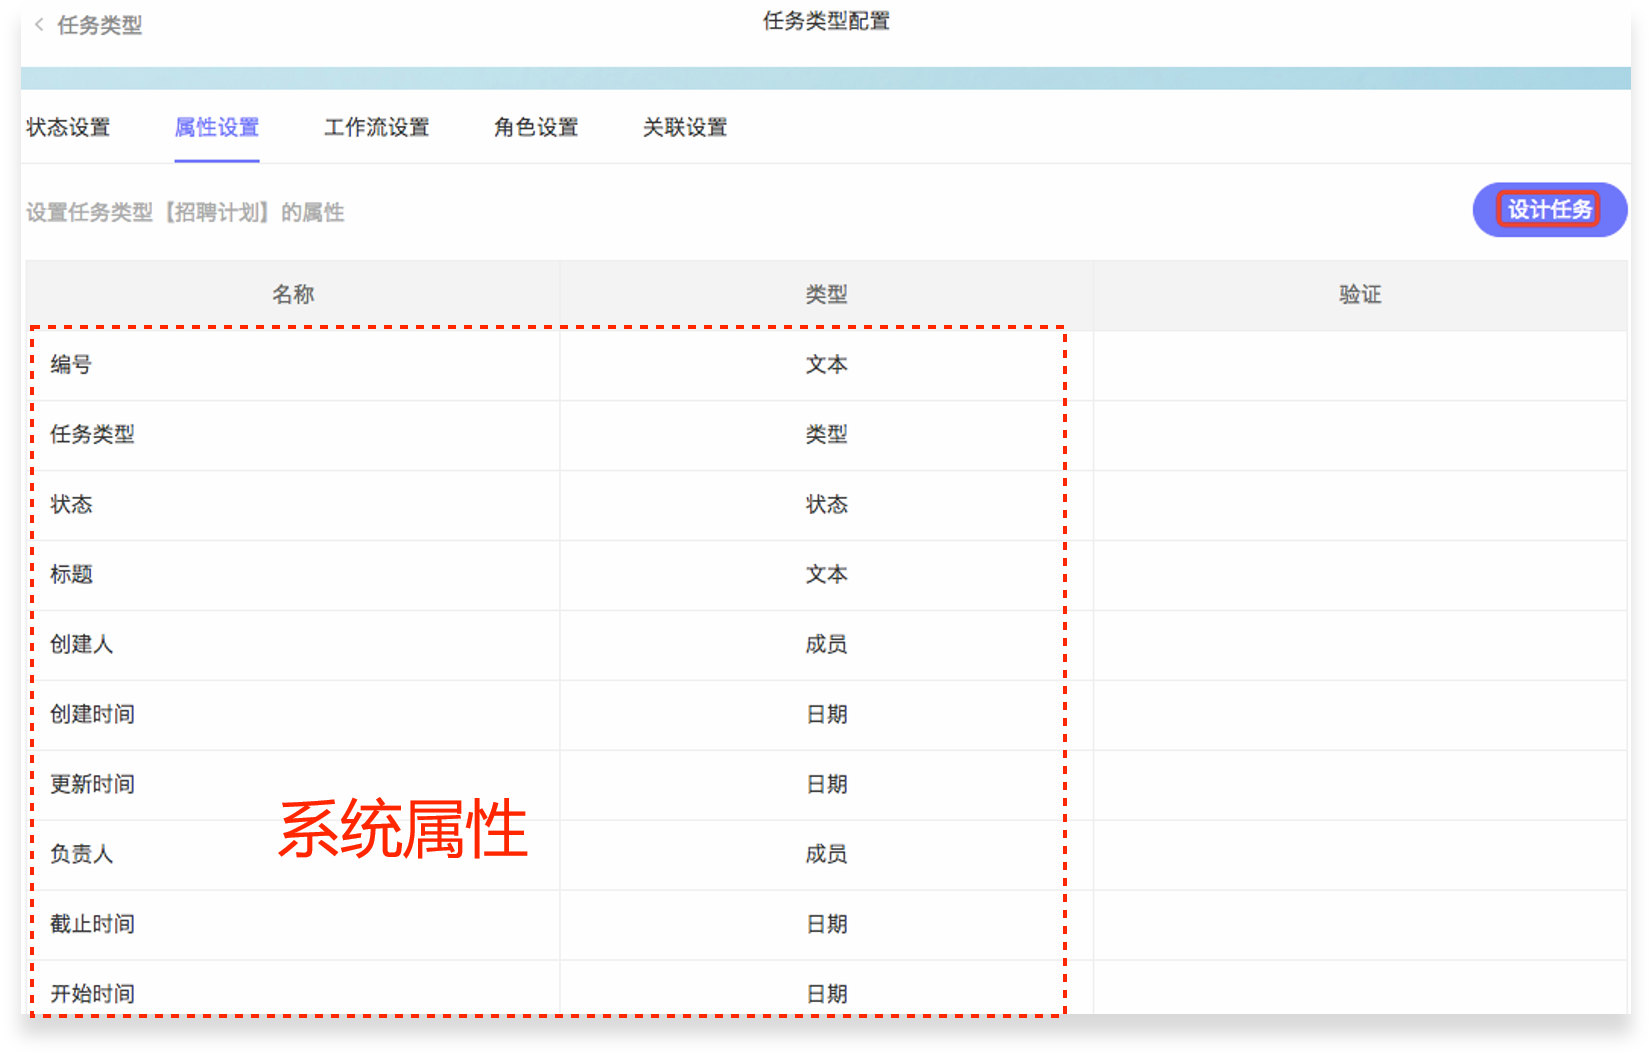 任务类型
任务类型配置
状态设置 属性设置 工作流设置 角色设置 关联设置
设置任务类型【招聘计划】的属性
设计任务
名称 类型 验证
编号 文本
任务类型 类型
状态 状态
标题 文本
创建人 成员
创建时间 日期
更新时间 日期
系统属性
负责人 成员
截止时间 日期
开始时间 日期